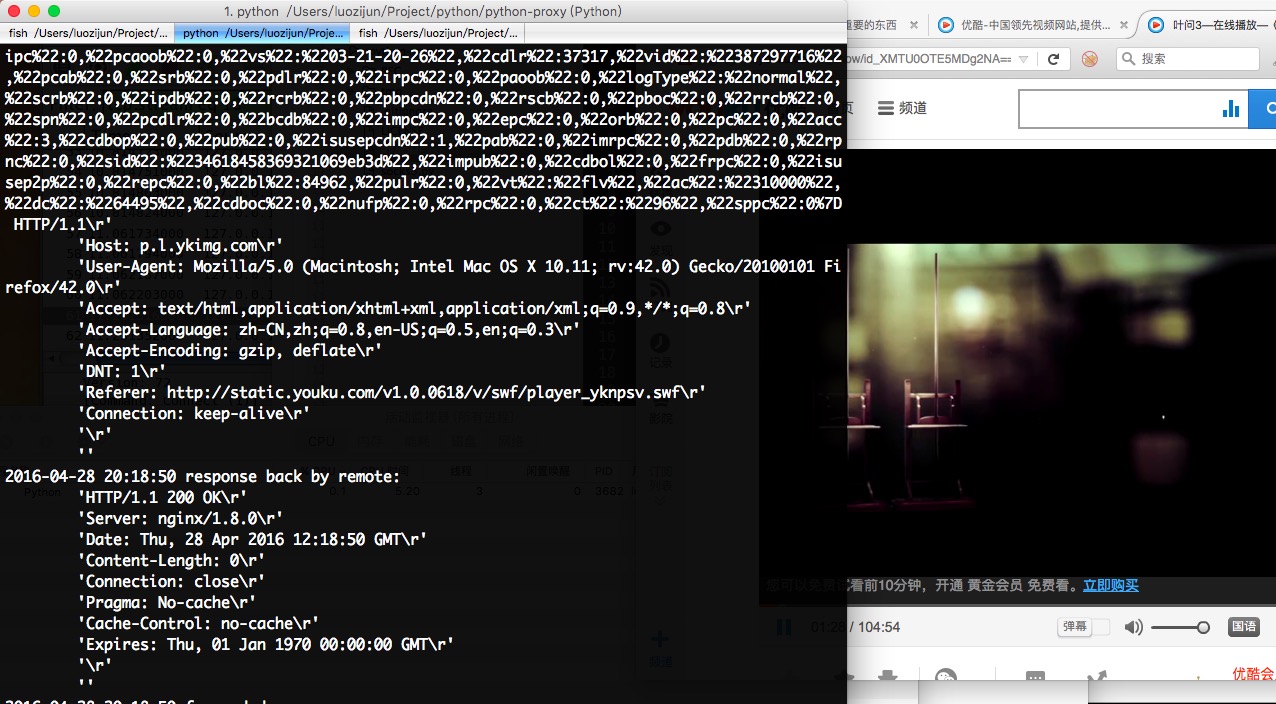 1. python /Users/luozijun/Project/python/python-proxy (Python)
fish /Users/luozijun/Projec/...
python /Users/luozijun/Proje...
fish /Users/luozijun/Project/...
重要的东西
优酷-中国领先视频网站,提供...
叶问3—在线播放—
ow/id_XMTU0OTE5MDg2NA==
搜索
频道
ipc%22:0,%22pcaoob%22:0,%22vs%22:%2203-21-20-26%22,%22cdlr%22:37317,%22vid%22:%22387297716%22
,%22pcab%22:0,%22srb%22:0,%22pdlr%22:0,%22irpc%22:0,%22paoob%22:0,%22logType%22:%22normal%22,
%22scrb%22:0,%22ipdb%22:0,%22rcrb%22:0,%22pbpcdn%22:0,%22rscb%22:0,%22pboc%22:0,%22rrcb%22:0,
%22spn%22:0,%22pcdlr%22:0,%22cdb%22:0,%22impc%22:0,%22epc%22:0,%22orb%22:0,%22pc%22:0,%22acc
%22:3,%22cdbop%22:0,%22pub%22:0,%22isusepcdn%22:1,%22pab%22:0,%22imrpc%22:0,%22pdb%22:0,%22rp
nc%22:0,%22sid%22:%22346184583693210​69eb3d%22,%22impub%22:0,%22cdbol%22:0,%22frpc%22:0,%22isu
sep2p%22:0,%22repc%22:0,%22bl%22:84962,%22pulr%22:0,%22vt%22:%22flv%22,%22ac%22:%22310000%22,
%22dc%22:%2264495%22,%22cdboc%22:0,%22nufp%22:0,%22rpc%22:0,%22ct%22:%2296%22,%22sppc%22:0%7D
HTTP/1.1\r'
'Host: p.l.ykimg.com\r'
'User-Agent: Mozilla/5.0 (Macintosh; Intel Mac OS X 10.11; rv:42.0) Gecko/20100101 Fi
refox/42.0\r'
'Accept: text/html,application/xhtml+xml,application/xml;q=0.9,*/*;q=0.8\r'
'Accept-Language: zh-CN,zh;q=0.8,en-US;q=0.5,en;q=0.3\r'
'Accept-Encoding: gzip, deflate\r'
'DNT: 1\r'
'Referer: http://static.youku.com/v1.0.0618/v/swf/player_yknpsv.swf\r'
'Connection: keep-alive\r'
'\r'
''
2016-04-28 20:18:50 response back by remote:
'HTTP/1.1 200 OK\r'
'Server: nginx/1.8.0\r'
'Date: Thu, 28 Apr 2016 12:18:50 GMT\r'
'Content-Length: 0\r'
'Connection: close\r'
'Pragma: No-cache\r'
'Cache-Control: no-cache\r'
'Expires: Thu, 01 Jan 1970 00:00:00 GMT\r'
'\r'
''
您可以免费试看前10分钟，开通 黄金会员 免费看。立即购买
01:28 / 104:54
弹幕
国语
优酷会